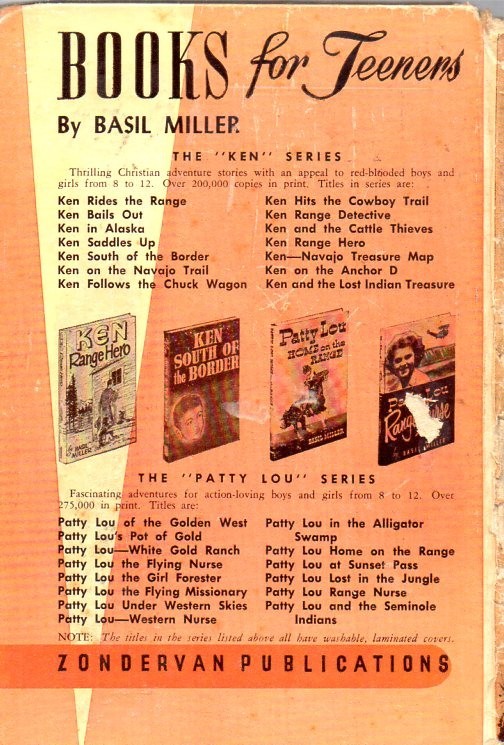 BOOKS for Teeners
By BASIL MILLER
THE "KEN" SERIES
Thrilling Christian adventure stories with an appeal to red-blooded boys and
girls from 8 to 12. Over 200,000 copies in print. Titles in series are:
Ken Rides the Range
Ken Bails Out
Ken in Alaska
Ken Saddles Up
Ken South of the Border
Ken on the Navajo Trail
Ken Follows the Chuck Wagon
Ken Hits the Cowboy Trail
Ken Range Detective
Ken and the Cattle Thieves
Ken Range Hero
Ken—Navajo Treasure Map
Ken on the Anchor D
Ken and the Lost Indian Treasure
KEN
Range Hero
BASIL
MILLER
KEN
SOUTH OF
the BORDER
Patty Lou
HOME on the
RANGE
BASIL MILLER
Lou
Range Nurse
BASIL MILLER
THE "PATTY LOU" SERIES
Fascinating adventures for action-loving boys and girls from 8 to 12. Over
275,000 in print. Titles are:
Patty Lou of the Golden West
Patty Lou's Pot of Gold
Patty Lou—White Gold Ranch
Patty Lou the Flying Nurse
Patty Lou the Girl Forester
Patty Lou the Flying Missionary
Patty Lou Under Western Skies
Patty Lou—Western Nurse
Patty Lou in the Alligator
Swamp
Patty Lou Home on the Range
Patty Lou at Sunset Pass
Patty Lou Lost in the Jungle
Patty Lou Range Nurse
Patty Lou and the Seminole
Indians
NOTE: The titles in the series listed above all have washable, laminated covers.
ZONDERVAN PUBLICATIONS